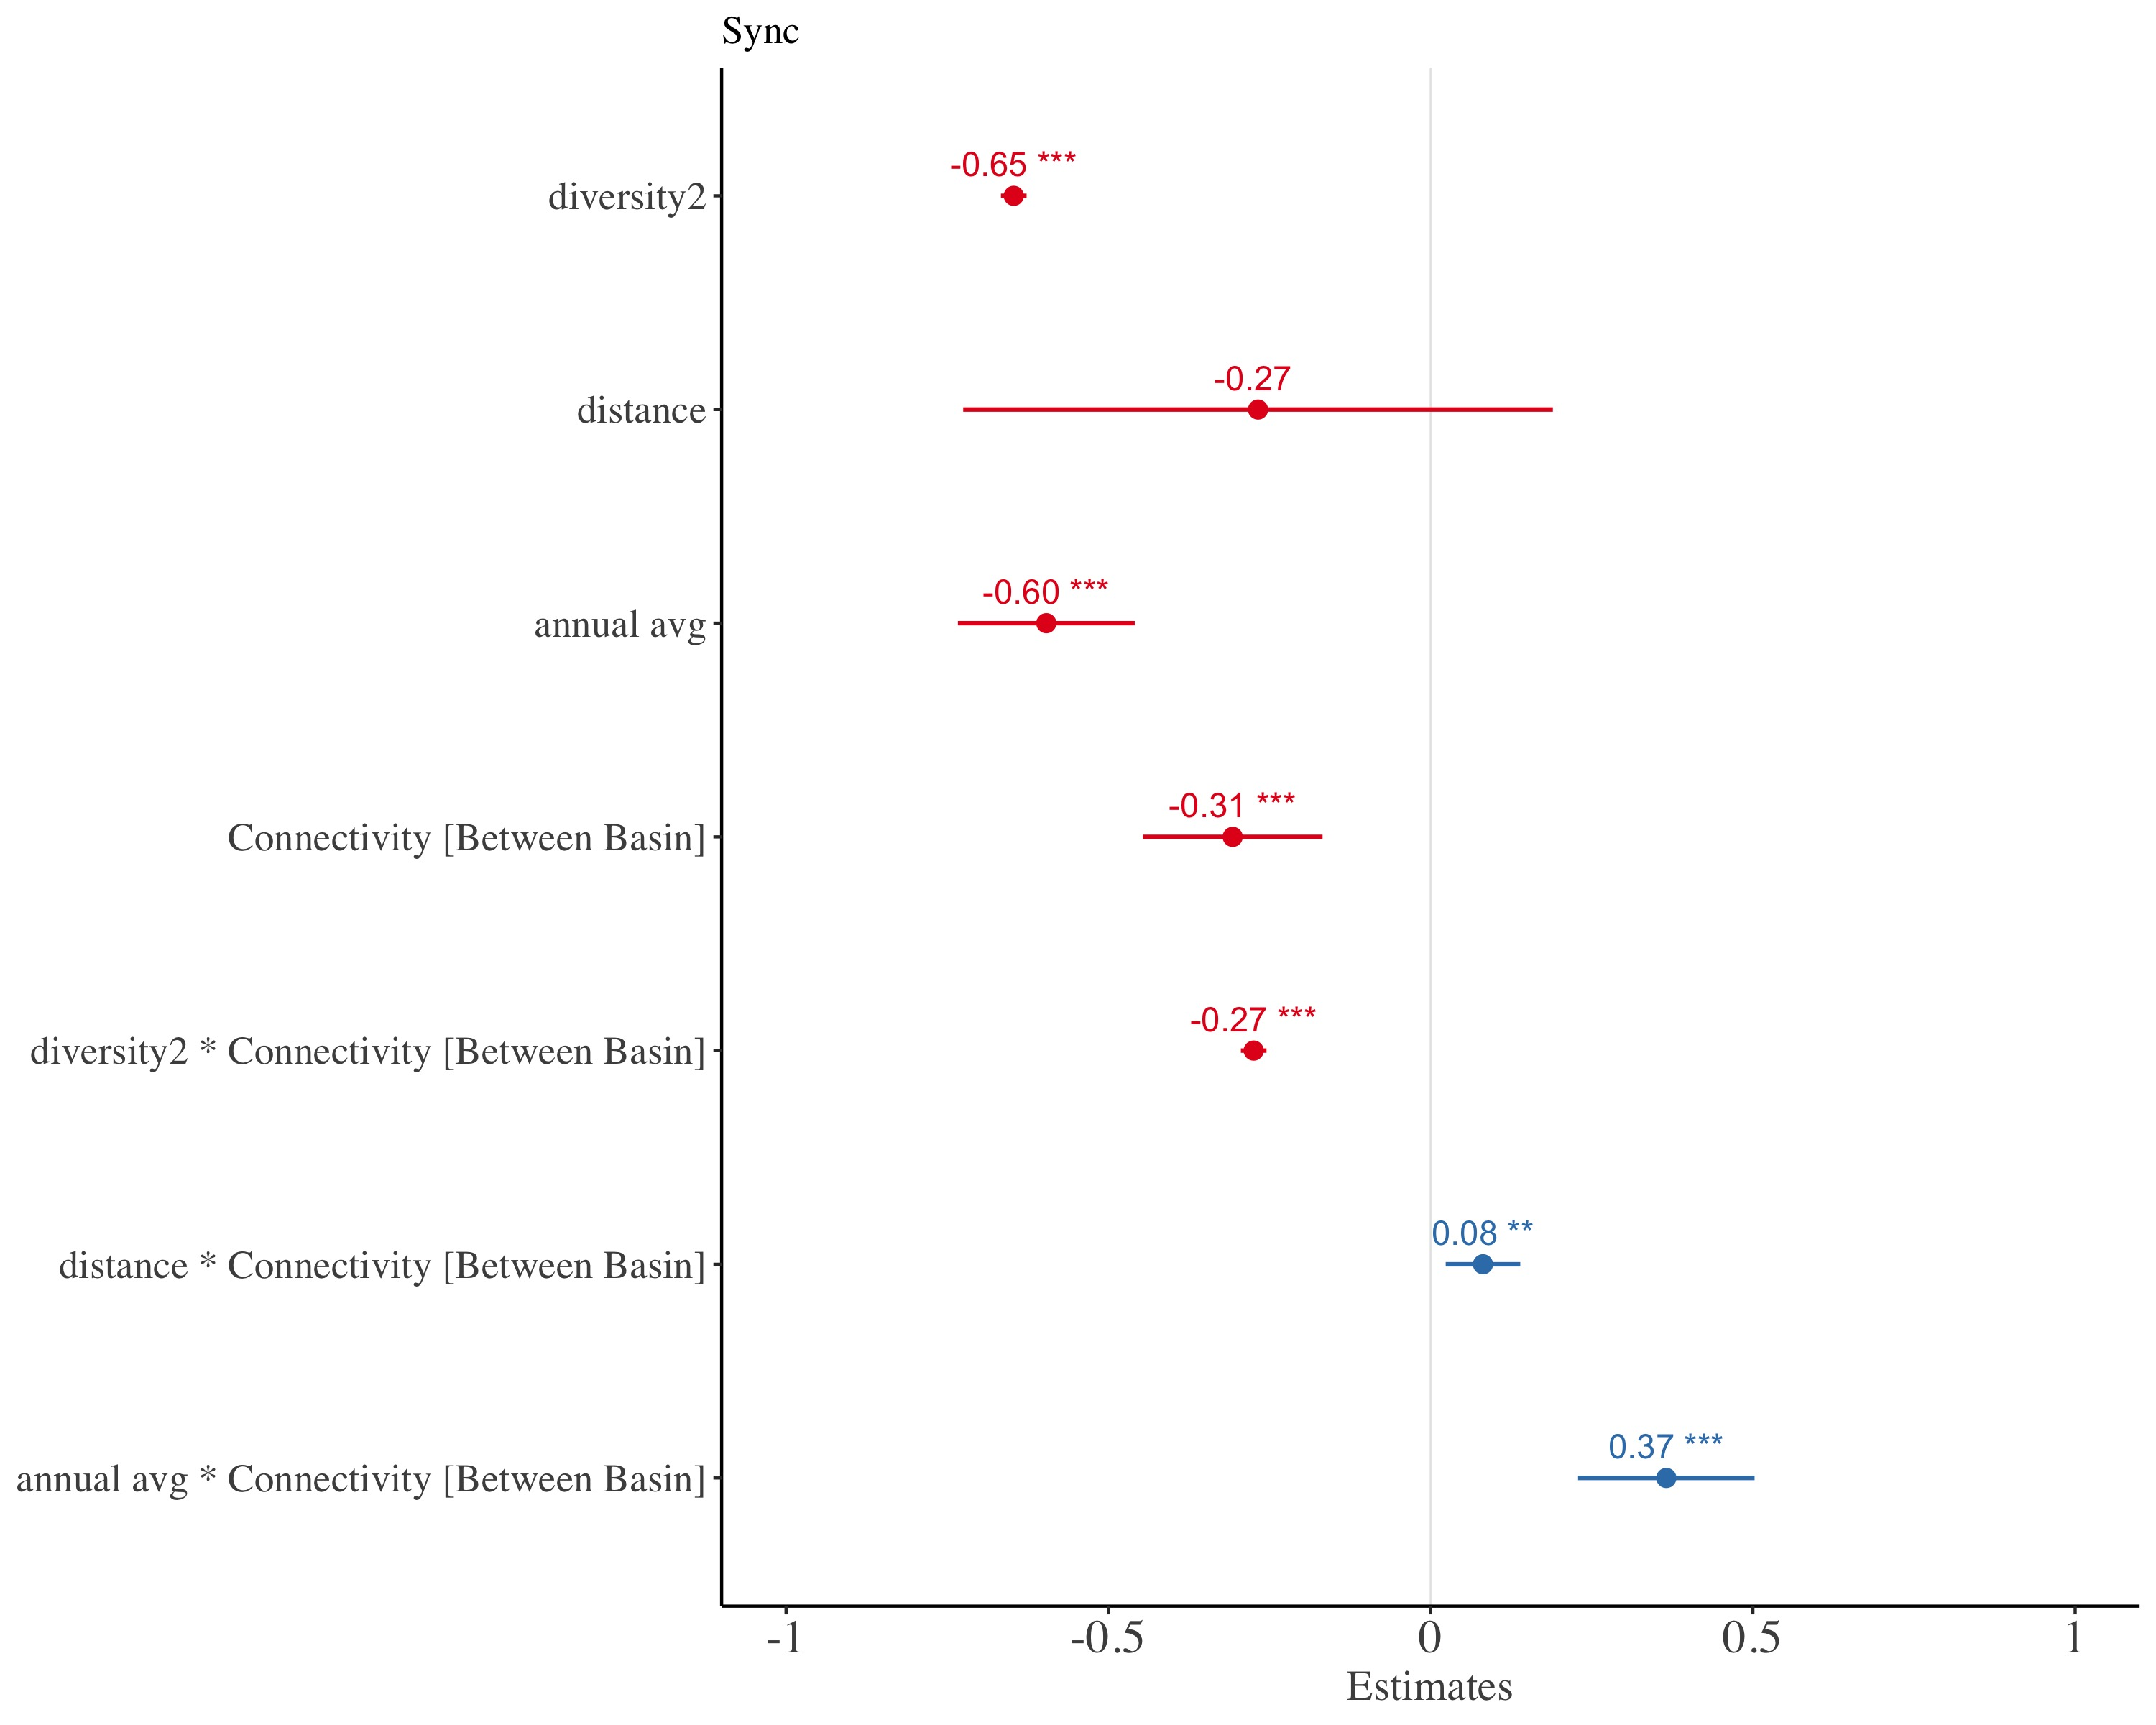 Sync
-0.65 ***
diversity2
-0.27
distance
-0.60 ***
annual avg
-0.31 ***
Connectivity [Between Basin]
-0.27 ***
diversity2 * Connectivity [Between Basin]
0.08 **
distance * Connectivity [Between Basin]
0.37 ***
annual avg * Connectivity [Between Basin]
-1 -0.5 0 0.5 1
Estimates